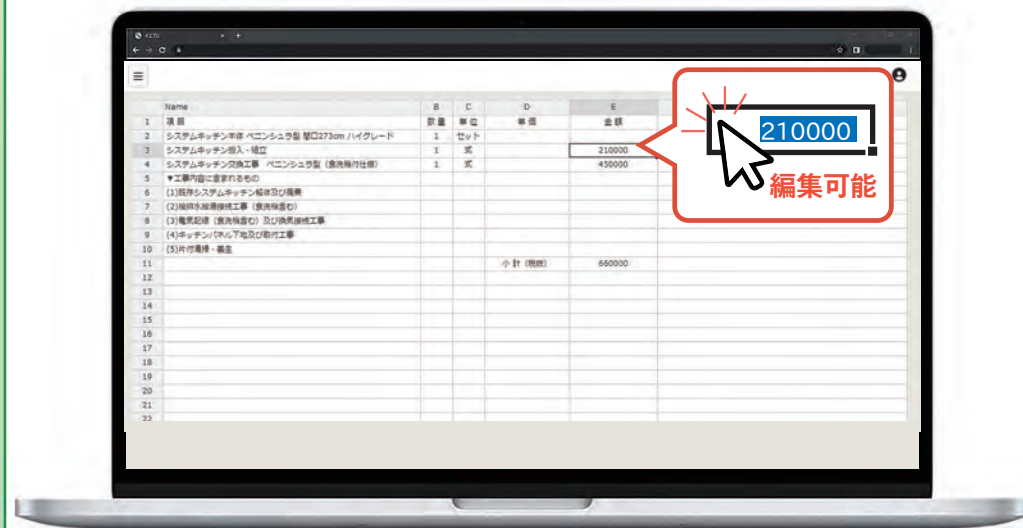 Name B C D E
1 項目 数量 単位 単価 金額
2 システムキッチン本体 ペニンシュラ型 間口273cm ハイグレード 1 セット
3 システムキッチン搬入・組立 1 式 210000
4 システムキッチン交換工事 ペニンシュラ型（食洗機付仕様） 1 式 450000
5 ▼工事内容に含まれるもの
6 (1)既存システムキッチン解体及び廃棄
7 (2)給排水給湯接続工事（食洗機含む）
8 (3)電気配線（食洗機含む）及び換気接続工事
9 (4)キッチンパネル下地及び取付工事
10 (5)片付清掃・養生
11 小計（税抜） 660000
12
13
14
15
16
17
18
19
20
21
22
210000
編集可能